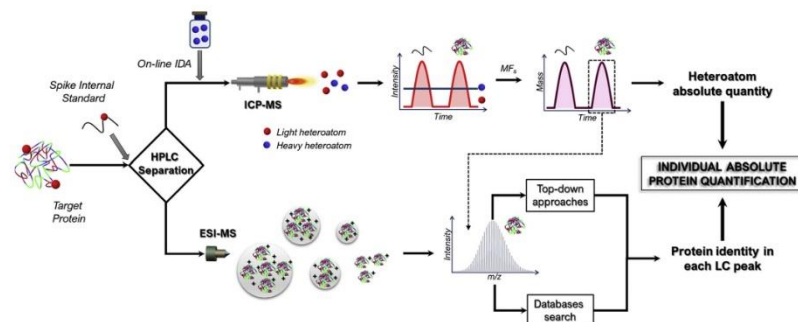 On-line IDA
Spike Internal
Standard
ICP-MS
Light heteroatom
Heavy heteroatom
Intensity
Time
MFs
Mass
Time
Heteroatom
absolute quantity
HPLC
Separation
Target
Protein
INDIVIDUAL ABSOLUTE
PROTEIN QUANTIFICATION
ESI-MS
Intensity
m/z
Top-down
approaches
Databases
search
Protein identity in
each LC peak